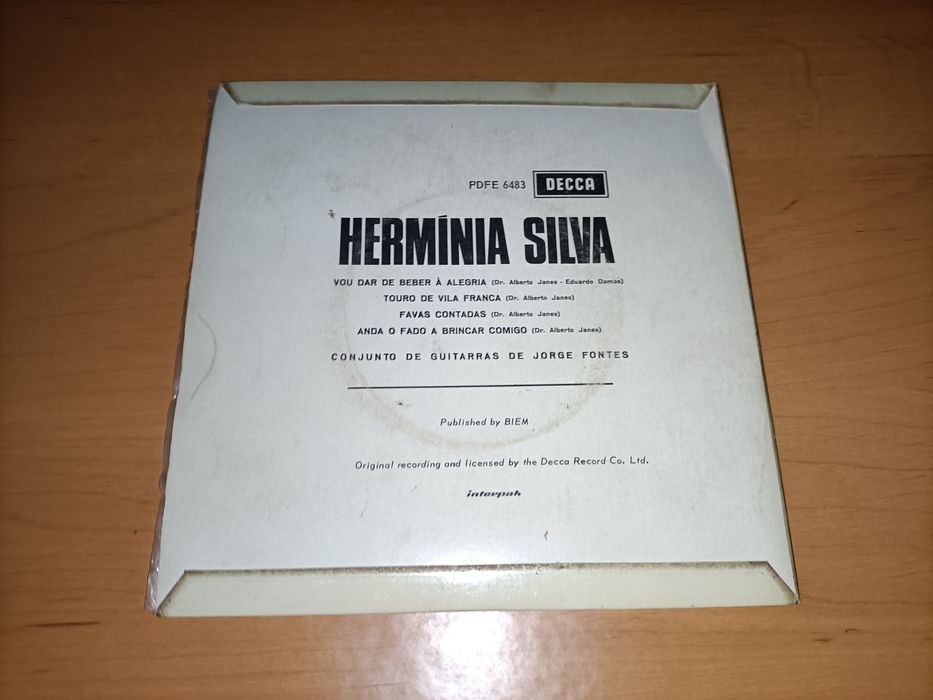 PDFE 6483 DECCA
HERMÍNIA SILVA
VOU DAR DE BEBER À ALEGRIA (Dr. Alberto Janes - Eduardo Damas)
TOURO DE VILA FRANCA (Dr. Alberto Janes)
FAVAS CONTADAS (Dr. Alberto Janes)
ANDA O FADO A BRINCAR COMIGO (Dr. Alberto Janes)
CONJUNTO DE GUITARRAS DE JORGE FONTES
Published by BIEM
Original recording and licensed by the Decca Record Co. Ltd.
interpak